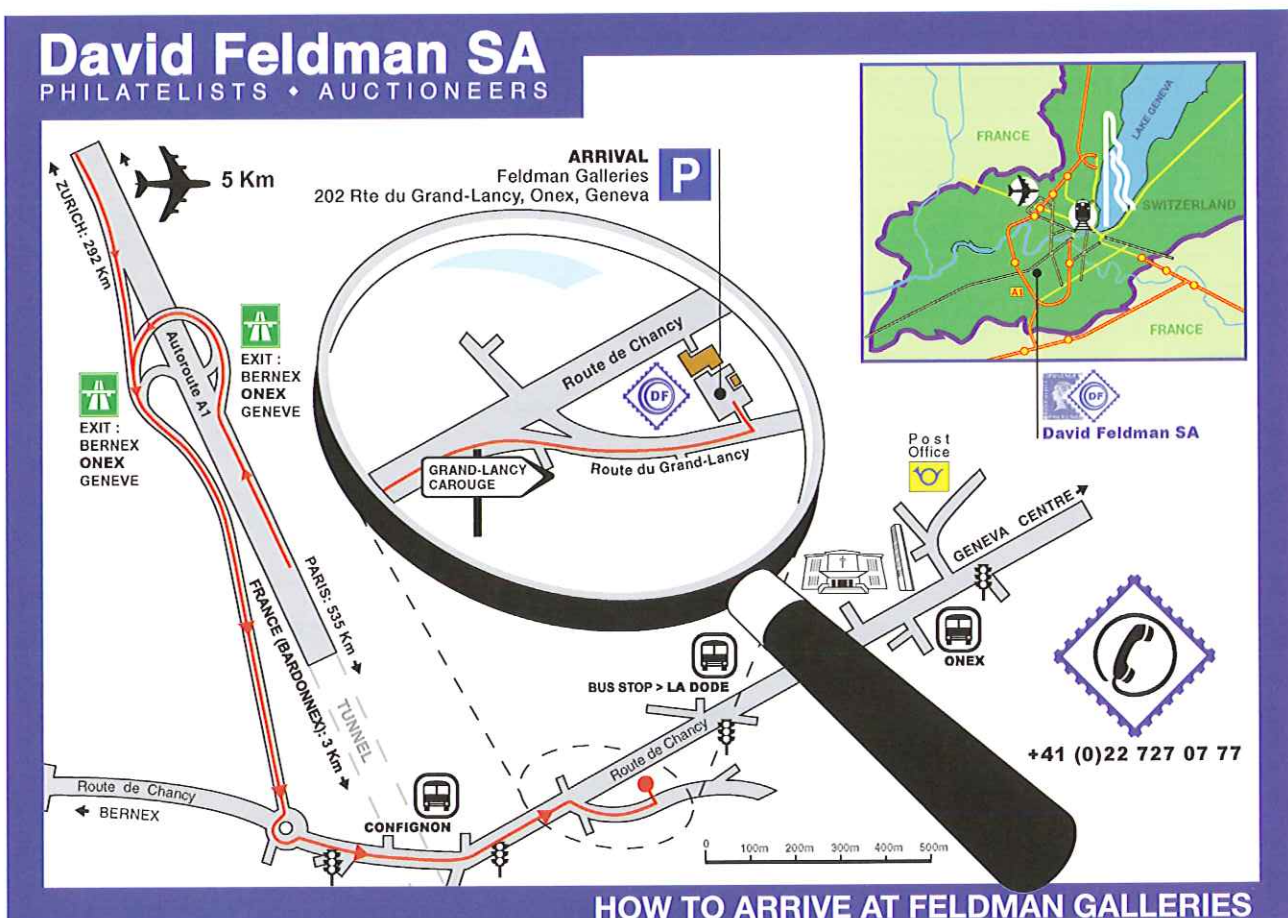 David Feldman SA
PHILATELISTS • AUCTIONEERS
5 Km
ZURICH: 292 Km
ARRIVAL
Feldman Galleries
202 Rte du Grand-Lancy, Onex, Geneva
P
FRANCE
LAKE GENEVA
SWITZERLAND
A1
FRANCE
DF
David Feldman SA
Autoroute A1
EXIT :
BERNEX
ONEX
GENEVE
EXIT :
BERNEX
ONEX
GENEVE
Route de Chancy
DF
Route du Grand-Lancy
GRAND-LANCY
CAROUGE
Post
Office
GENEVA CENTRE
ONEX
PARIS: 535 Km
FRANCE (BARDONNEX): 3 Km
TUNNEL
BUS STOP > LA DODE
Route de Chancy
+41 (0)22 727 07 77
Route de Chancy
BERNEX
CONFIGNON
0 100m 200m 300m 400m 500m
HOW TO ARRIVE AT FELDMAN GALLERIES